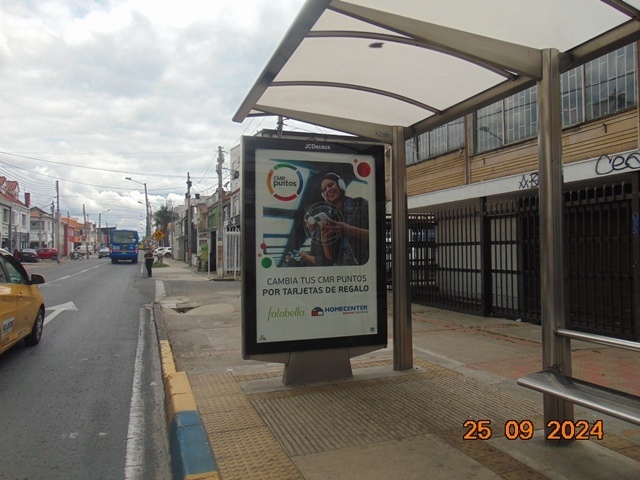 JCDecaux
CMR
puntos
CAMBIA TUS CMR PUNTOS
POR TARJETAS DE REGALO
falabella
HOMECENTER
25 09 2024